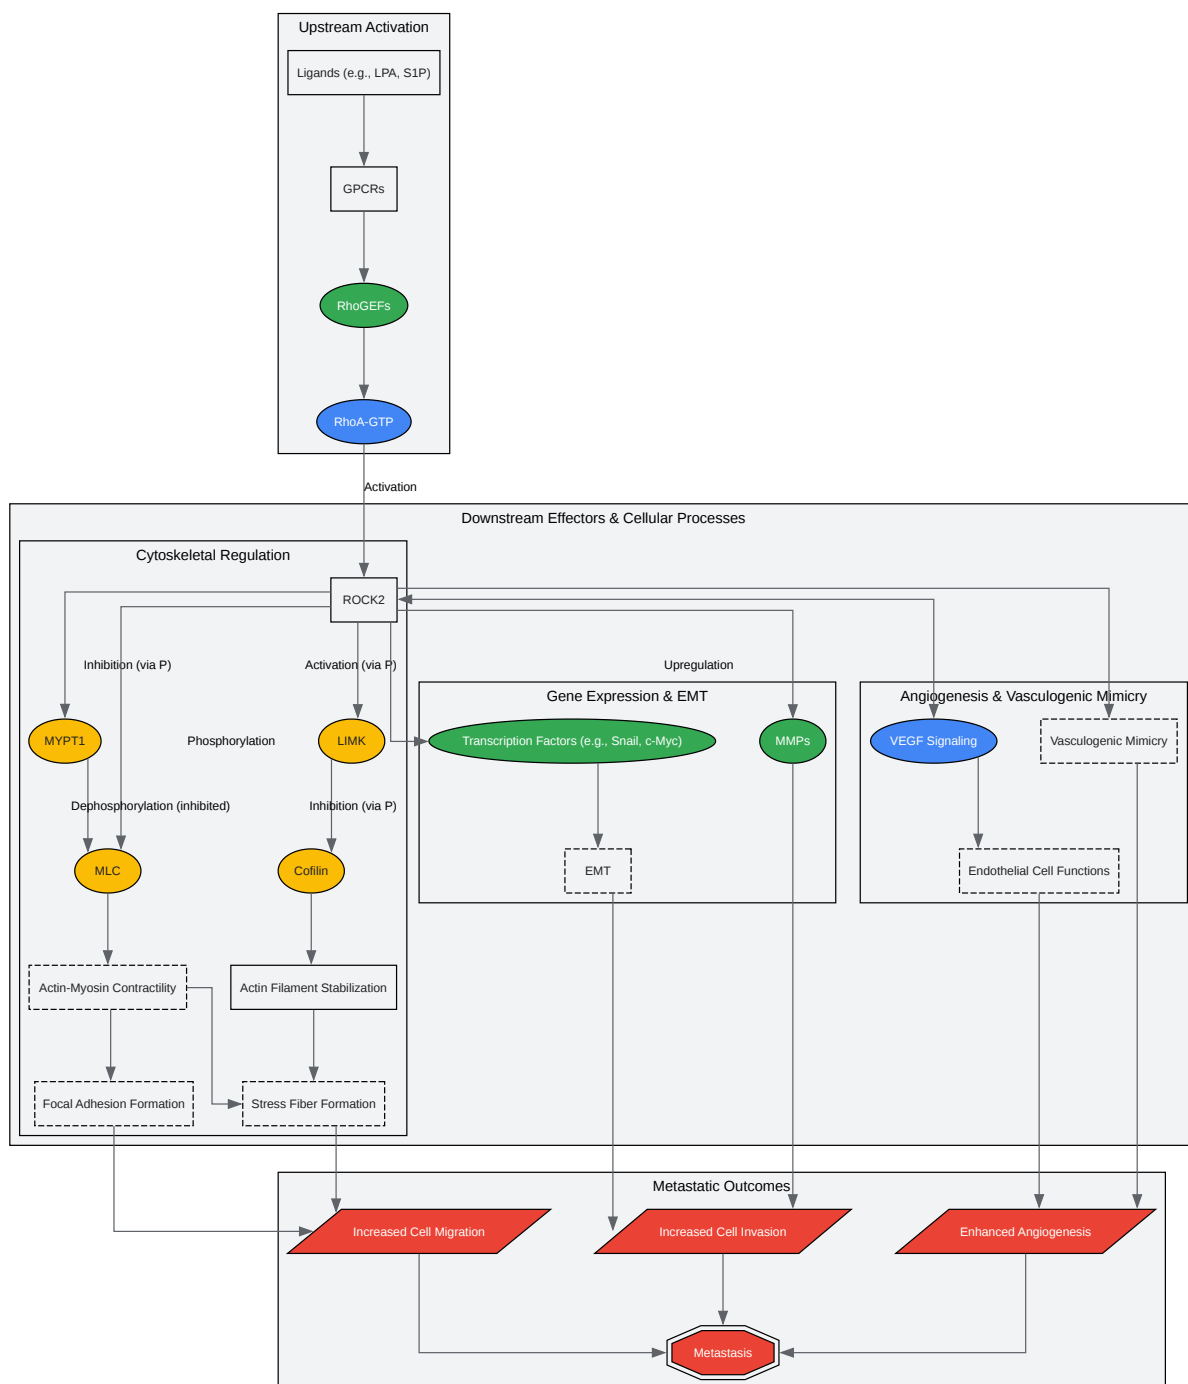 Upstream Activation
Ligands (e.g., LPA, S1P)
GPCRs
RhoGEFs
RhoA-GTP
Activation
Downstream Effectors & Cellular Processes
Cytoskeletal Regulation
ROCK2
Inhibition (via P)
Activation (via P)
Upregulation
Gene Expression & EMT
Angiogenesis & Vasculogenic Mimicry
MYPT1
Phosphorylation
LIMK
Transcription Factors (e.g., Snail, c-Myc)
MMPs
VEGF Signaling
Vasculogenic Mimicry
Dephosphorylation (inhibited)
Inhibition (via P)
MLC
Cofilin
EMT
Endothelial Cell Functions
Actin-Myosin Contractility
Actin Filament Stabilization
Focal Adhesion Formation
Stress Fiber Formation
Metastatic Outcomes
Increased Cell Migration
Increased Cell Invasion
Enhanced Angiogenesis
Metastasis